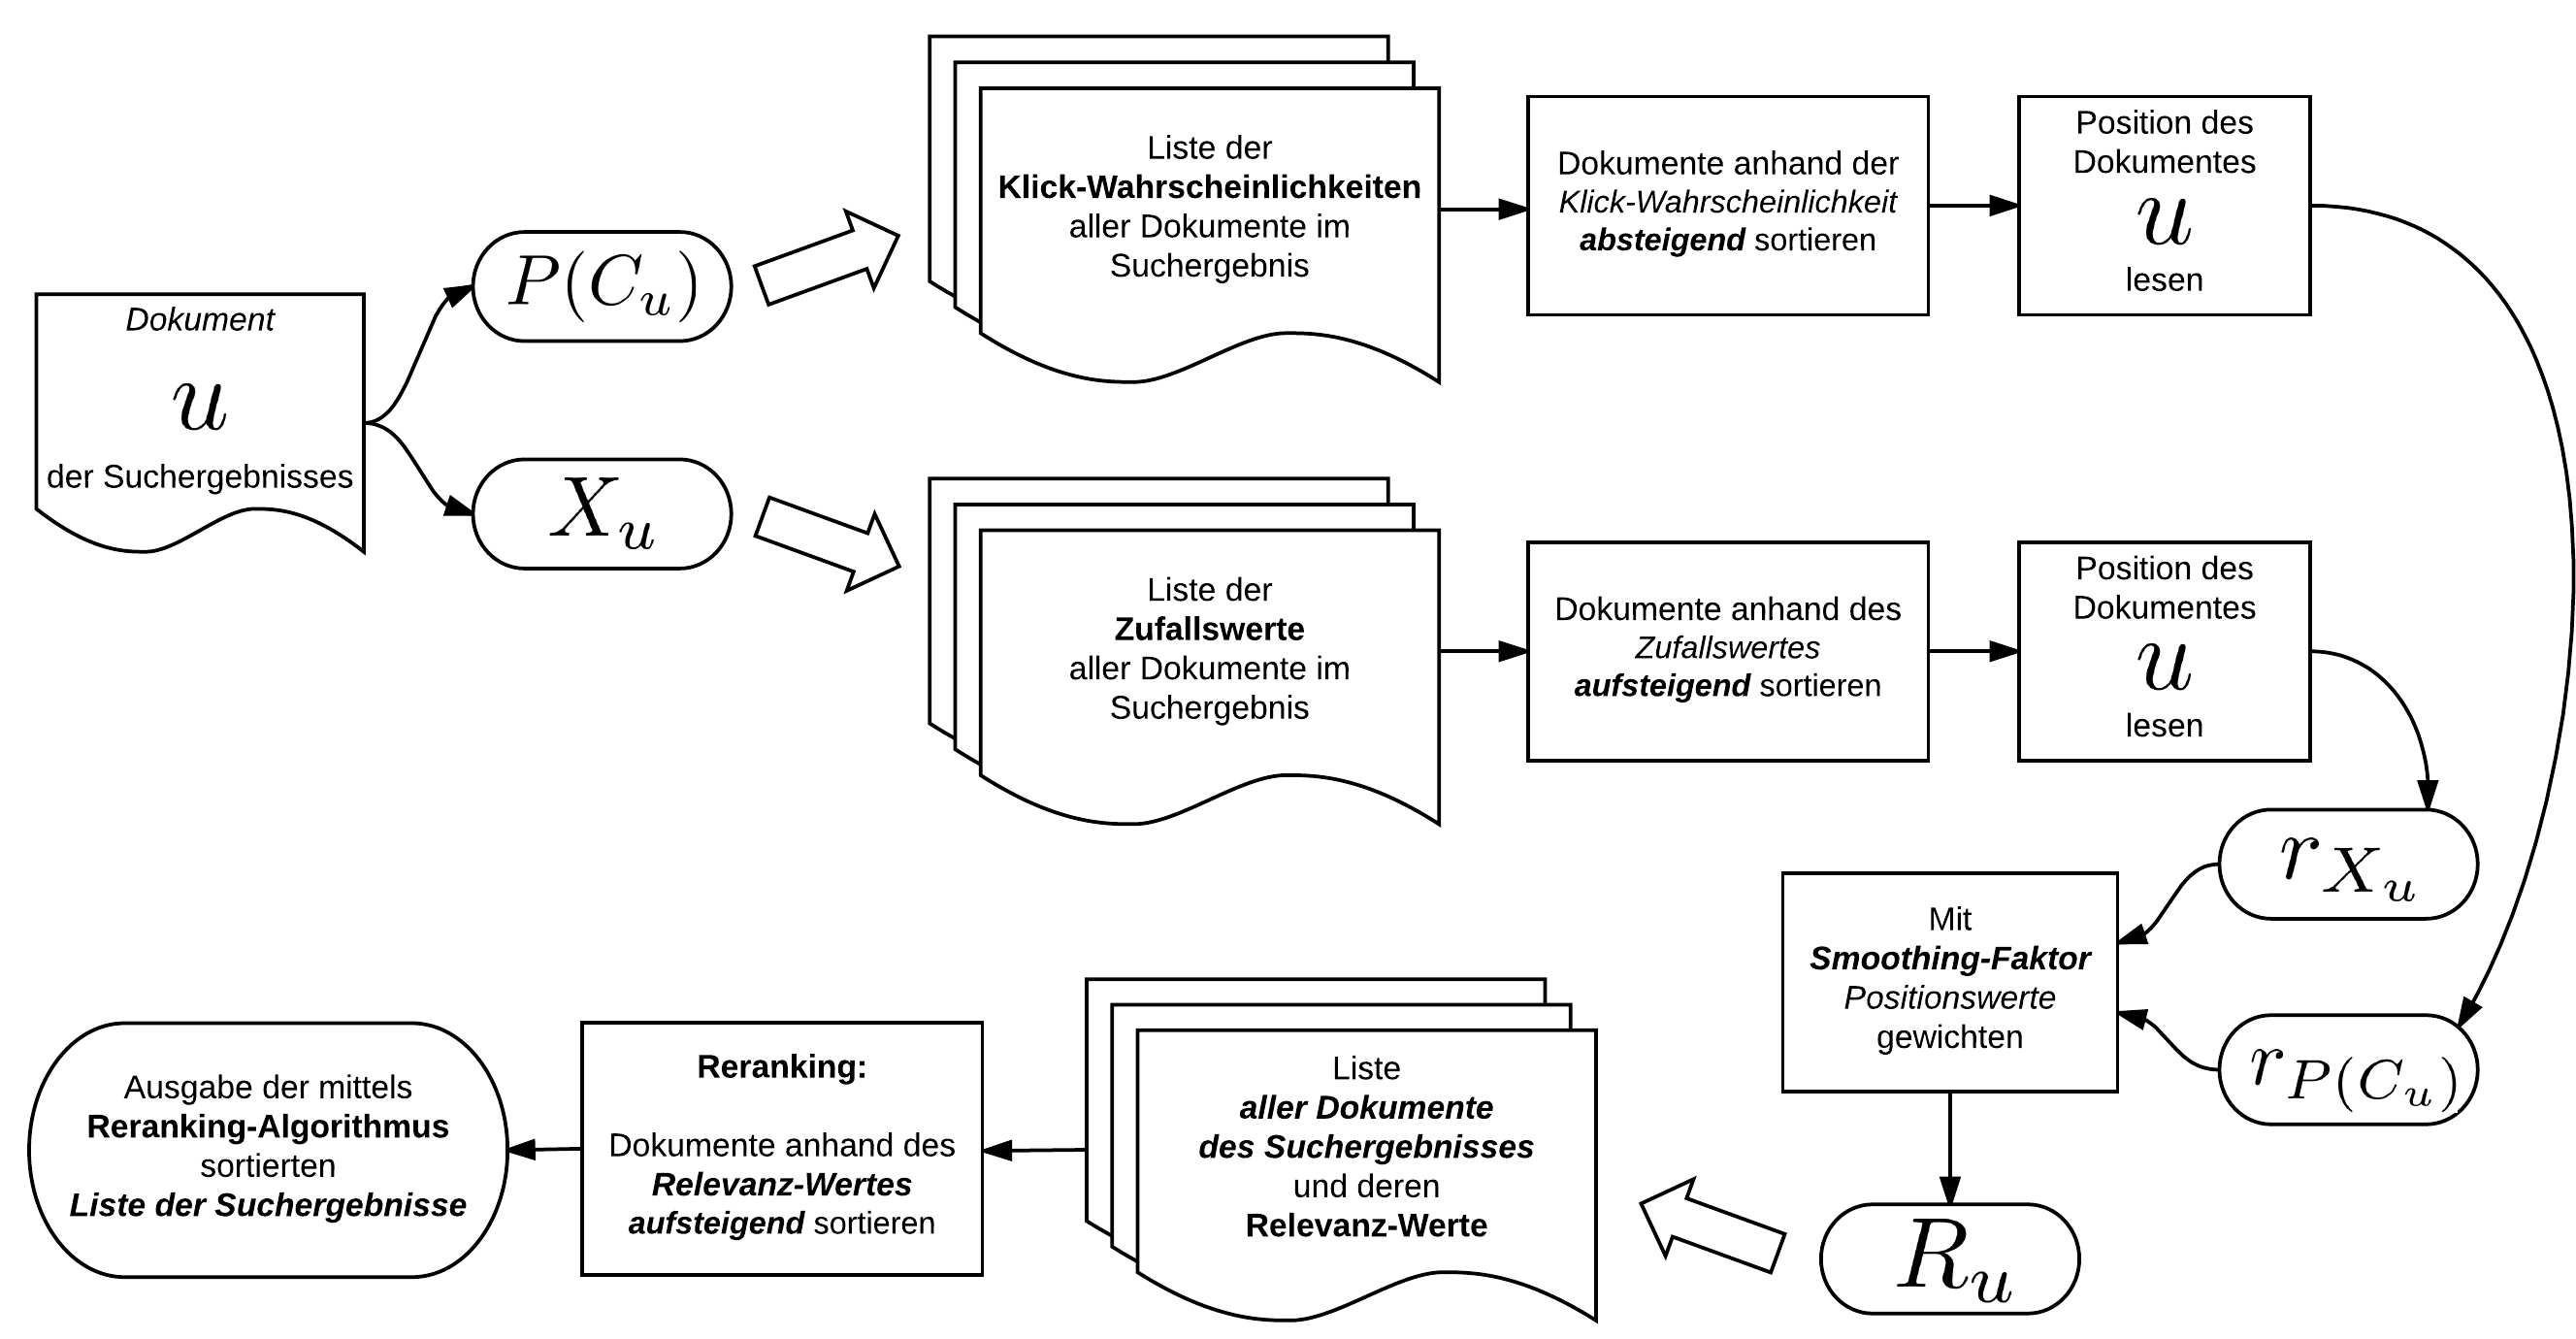 Dokument
u
der Suchergebnisses
P(C_u)
X_u
Liste der
Klick-Wahrscheinlichkeiten
aller Dokumente im
Suchergebnis
Dokumente anhand der
Klick-Wahrscheinlichkeit
absteigend sortieren
Position des
Dokumentes
u
lesen
Liste der
Zufallswerte
aller Dokumente im
Suchergebnis
Dokumente anhand des
Zufallswertes
aufsteigend sortieren
Position des
Dokumentes
u
lesen
r_{X_u}
r_{P(C_u)}
Mit
Smoothing-Faktor
Positionswerte
gewichten
R_u
Liste
aller Dokumente
des Suchergebnisses
und deren
Relevanz-Werte
Reranking:
Dokumente anhand des
Relevanz-Wertes
aufsteigend sortieren
Ausgabe der mittels
Reranking-Algorithmus
sortierten
Liste der Suchergebnisse